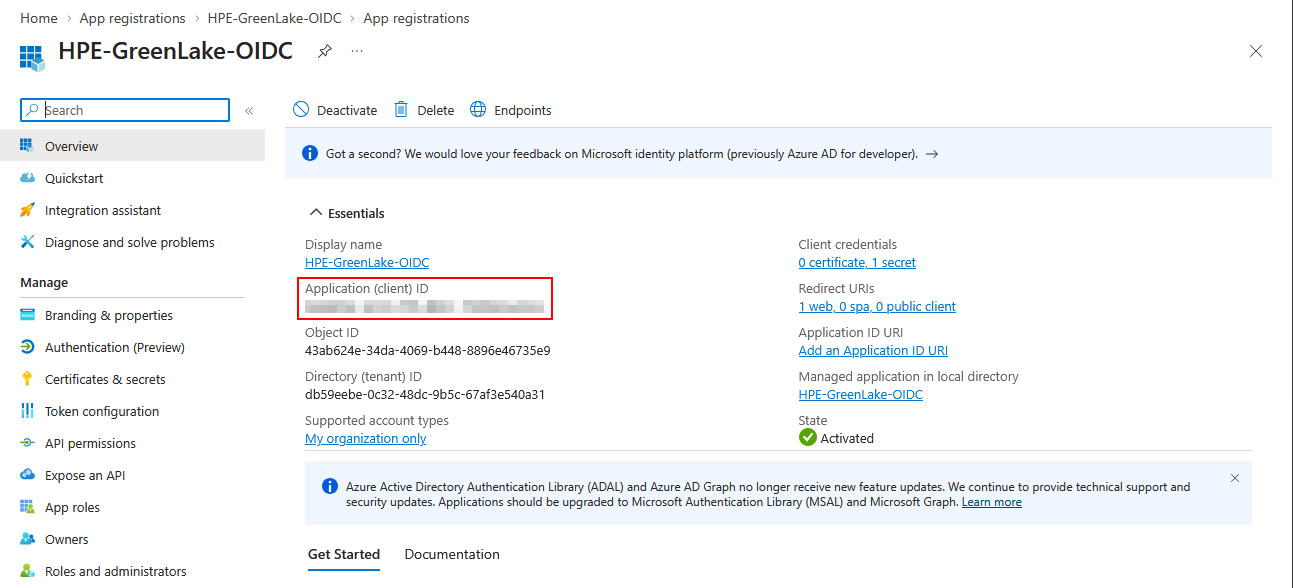 Home > App registrations > HPE-GreenLake-OIDC > App registrations
HPE-GreenLake-OIDC
Search
Overview
Quickstart
Integration assistant
Diagnose and solve problems
Manage
Branding & properties
Authentication (Preview)
Certificates & secrets
Token configuration
API permissions
Expose an API
App roles
Owners
Roles and administrators
Deactivate Delete Endpoints
Got a second? We would love your feedback on Microsoft identity platform (previously Azure AD for developer). →
Essentials
Display name
HPE-GreenLake-OIDC
Application (client) ID
Object ID
43ab624e-34da-4069-b448-8896e46735e9
Directory (tenant) ID
db59eebe-0c32-48dc-9b5c-67af3e540a31
Supported account types
My organization only
Client credentials
0 certificate, 1 secret
Redirect URIs
1 web, 0 spa, 0 public client
Application ID URI
Add an Application ID URI
Managed application in local directory
HPE-GreenLake-OIDC
State
Activated
Azure Active Directory Authentication Library (ADAL) and Azure AD Graph no longer receive new feature updates. We continue to provide technical support and
security updates. Applications should be upgraded to Microsoft Authentication Library (MSAL) and Microsoft Graph. Learn more
Get Started Documentation